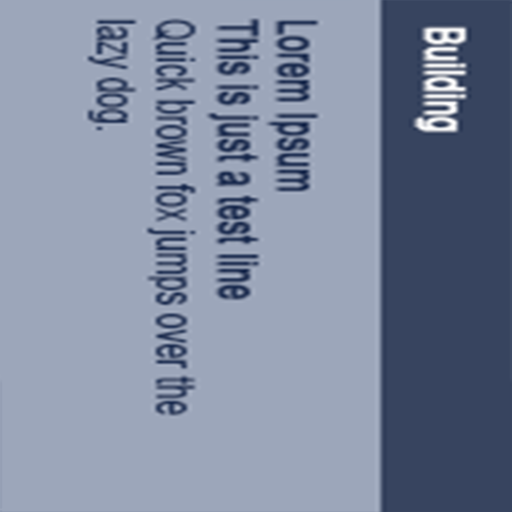 Building
Lorem Ipsum
This is just a test line
Quick brown fox jumps over the
lazy dog.